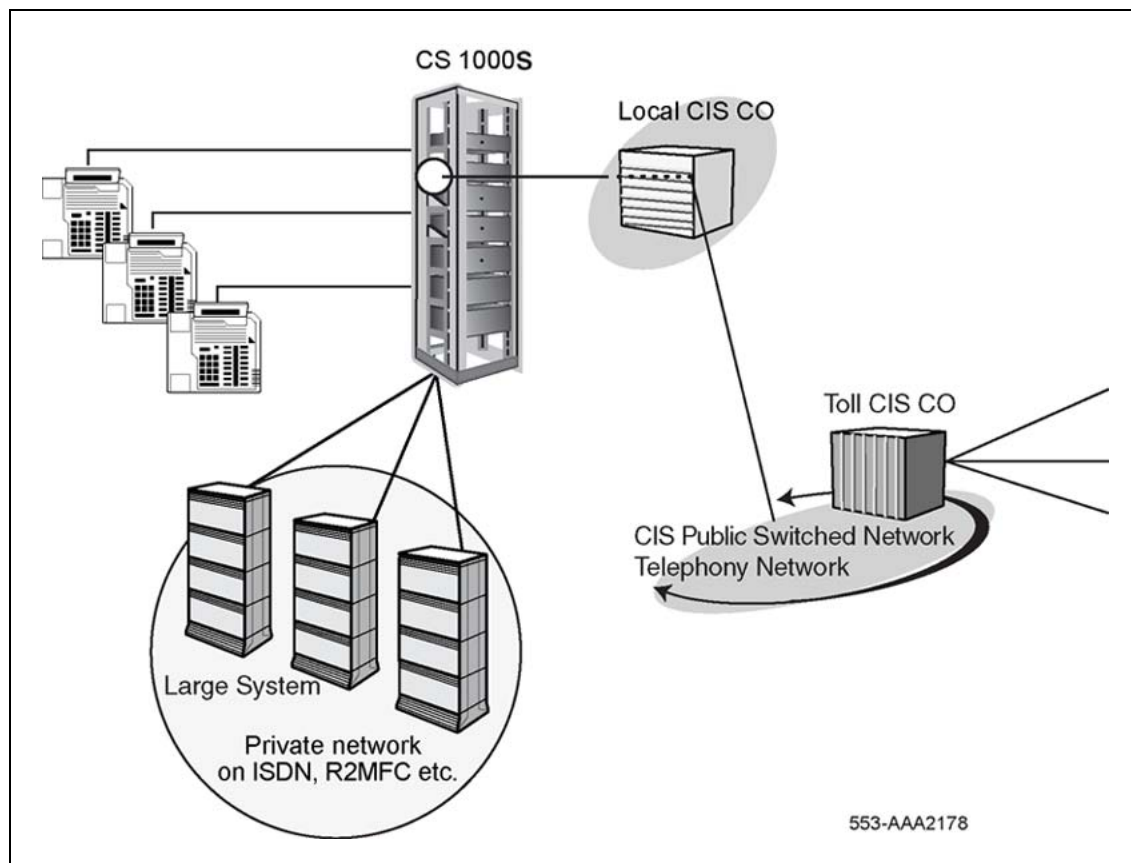 CS 1000S
Local CIS CO
Toll CIS CO
CIS Public Switched Network
Telephony Network
Large System
Private network
on ISDN, R2MFC etc.
553-AAA2178